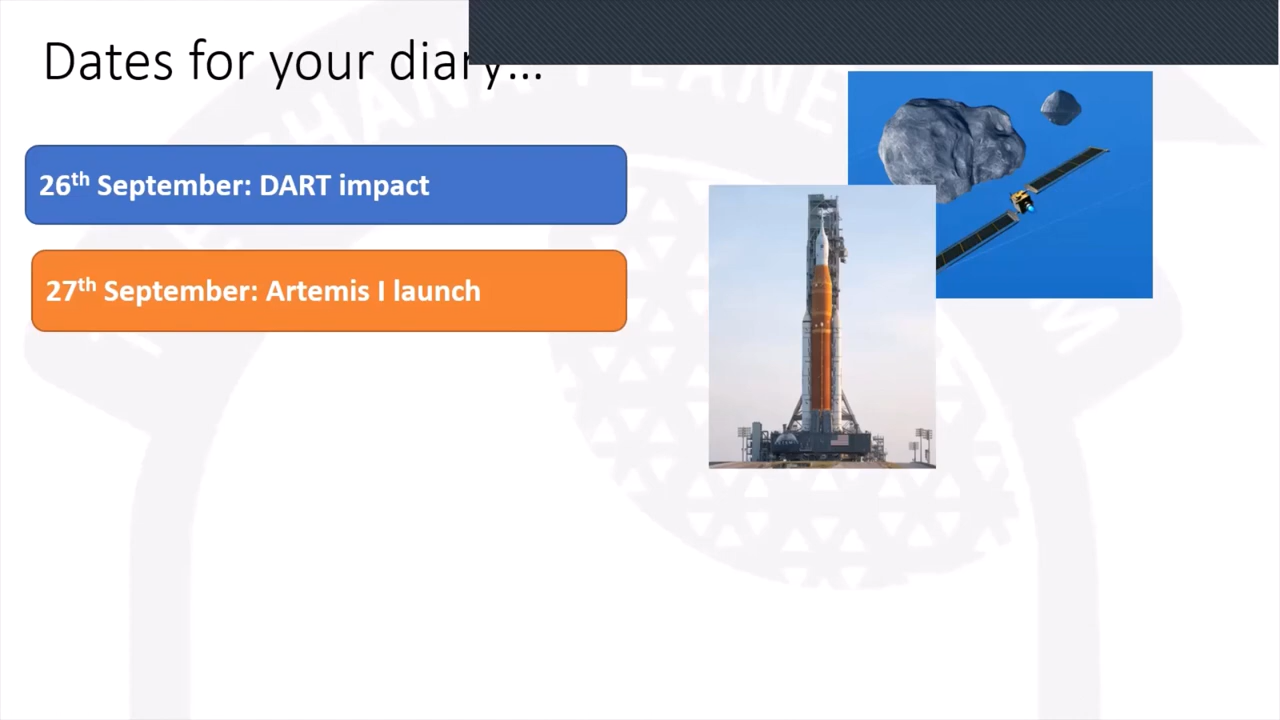 Dates for your diary...
26th September: DART impact
27th September: Artemis I launch